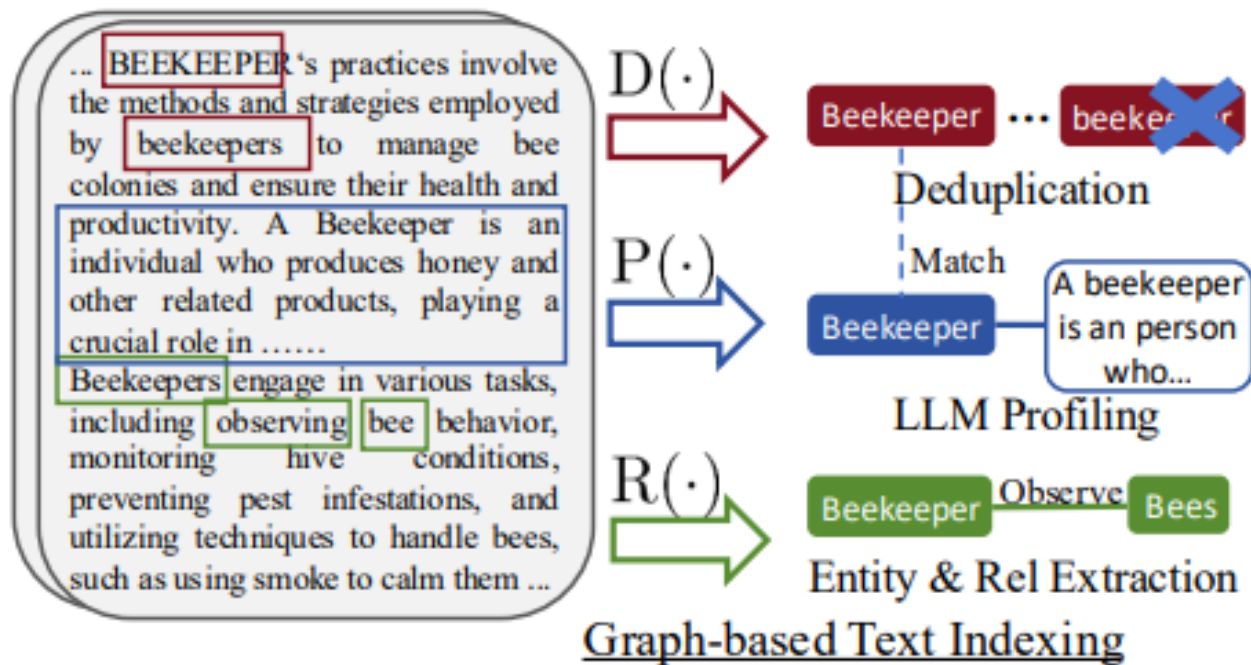 ... BEEKEEPER‘s practices involve
the methods and strategies employed
by beekeepers to manage bee
colonies and ensure their health and
productivity. A Beekeeper is an
individual who produces honey and
other related products, playing a
crucial role in ……
Beekeepers engage in various tasks,
including observing bee behavior,
monitoring hive conditions,
preventing pest infestations, and
utilizing techniques to handle bees,
such as using smoke to calm them ...
D(·)
Beekeeper ... beekeeper
Deduplication
P(·)
Match
Beekeeper
A beekeeper
is an person
who...
LLM Profiling
R(·)
Beekeeper Observe Bees
Entity & Rel Extraction
Graph-based Text Indexing